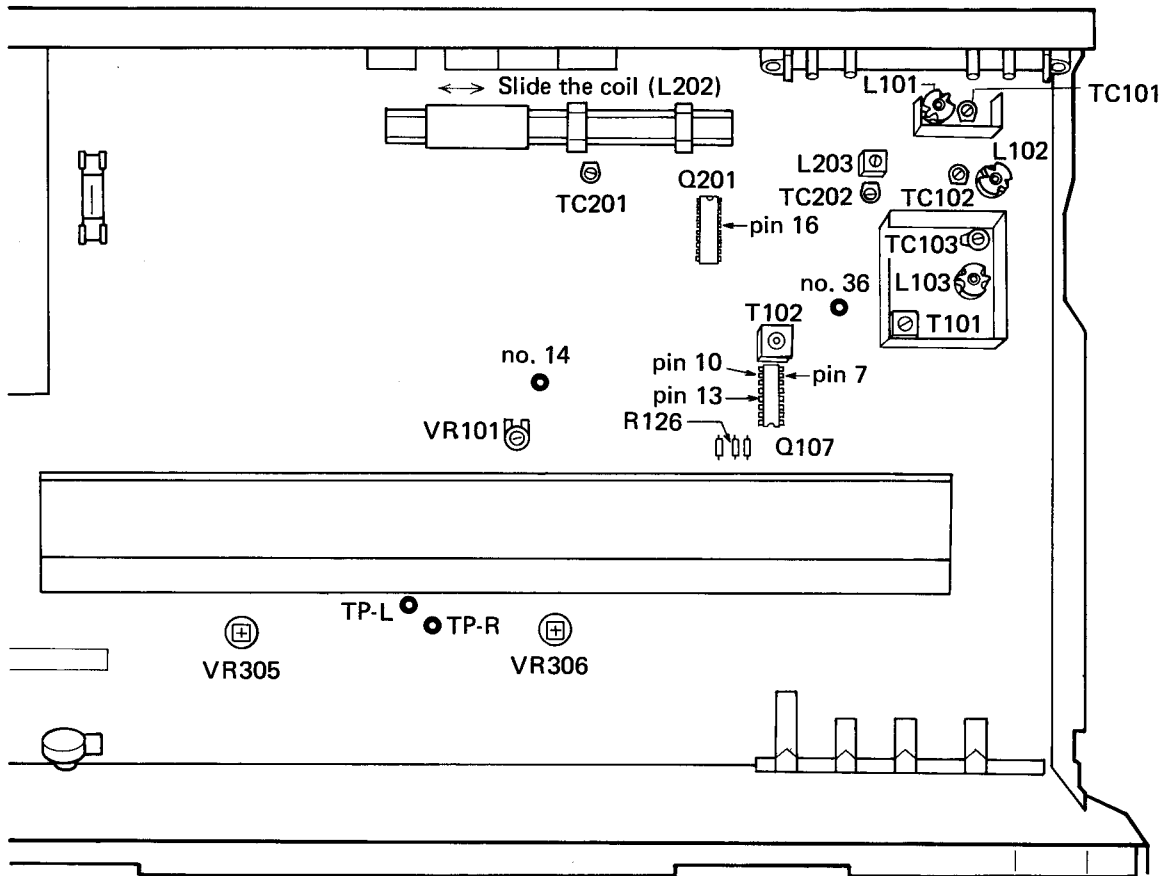 Slide the coil (L202)
L101
TC101
L102
L203
TC201
Q201
TC202
TC102
pin 16
TC103
L103
no. 36
T102
T101
no. 14
pin 10
pin 7
pin 13
R126
VR101
Q107
TP-L
TP-R
VR305
VR306